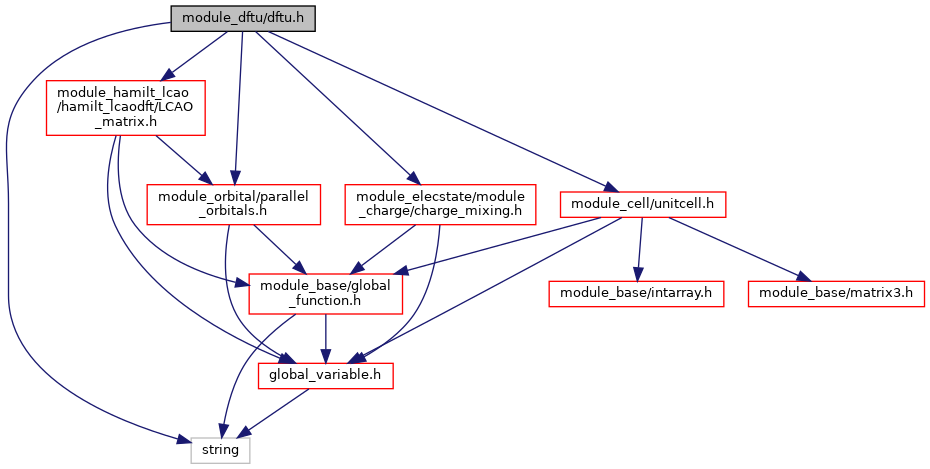 module_dftu/dftu.h
module_hamilt_lcao
/hamilt_lcaodft/LCAO
_matrix.h
module_orbital/parallel
_orbitals.h
module_elecstate/module
_charge/charge_mixing.h
module_cell/unitcell.h
module_base/global
_function.h
module_base/intarray.h
module_base/matrix3.h
global_variable.h
string